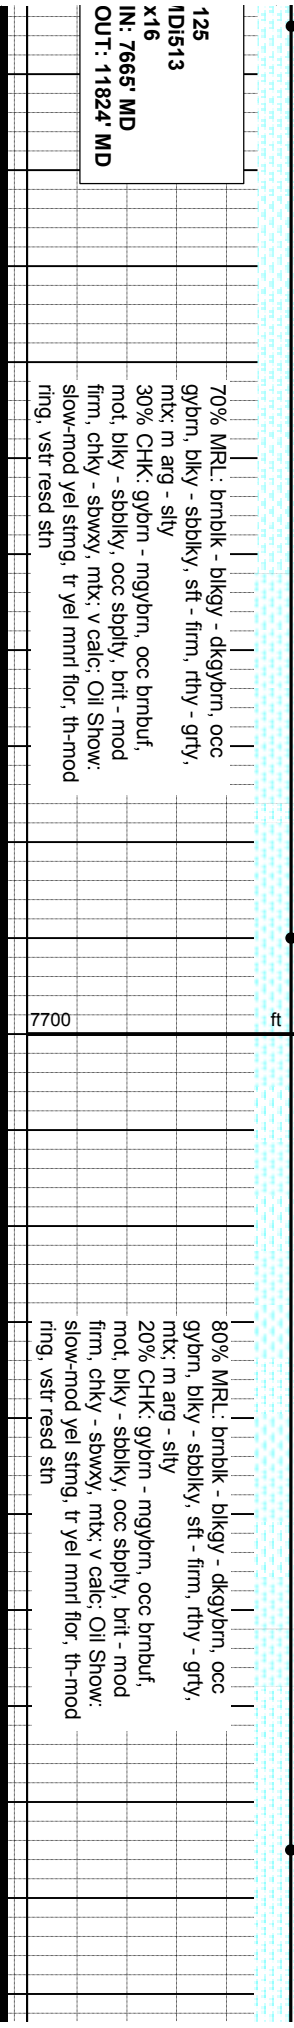 125
IDi513
x16
IN: 7665' MD
OUT: 11824' MD
70% MRL: brnblk - blkgy - dkgybrn, occ
gybrn, blky - sbblky, sft - firm, rthy - grty,
mtx; m arg - slty
30% CHK: gybrn - mgybrn, occ brnbuf,
mot, blky - sbblky, occ sbplty, brit - mod
firm, chky - sbwxy, mtx; v calc; Oil Show:
slow-mod yel stmg, tr yel mnrl flor, th-mod
ring, vstr resd stn
7700 ft
80% MRL: brnblk - blkgy - dkgybrn, occ
gybrn, blky - sbblky, sft - firm, rthy - grty,
mtx; m arg - slty
20% CHK: gybrn - mgybrn, occ brnbuf,
mot, blky - sbblky, occ sbplty, brit - mod
firm, chky - sbwxy, mtx; v calc; Oil Show:
slow-mod yel stmg, tr yel mnrl flor, th-mod
ring, vstr resd stn